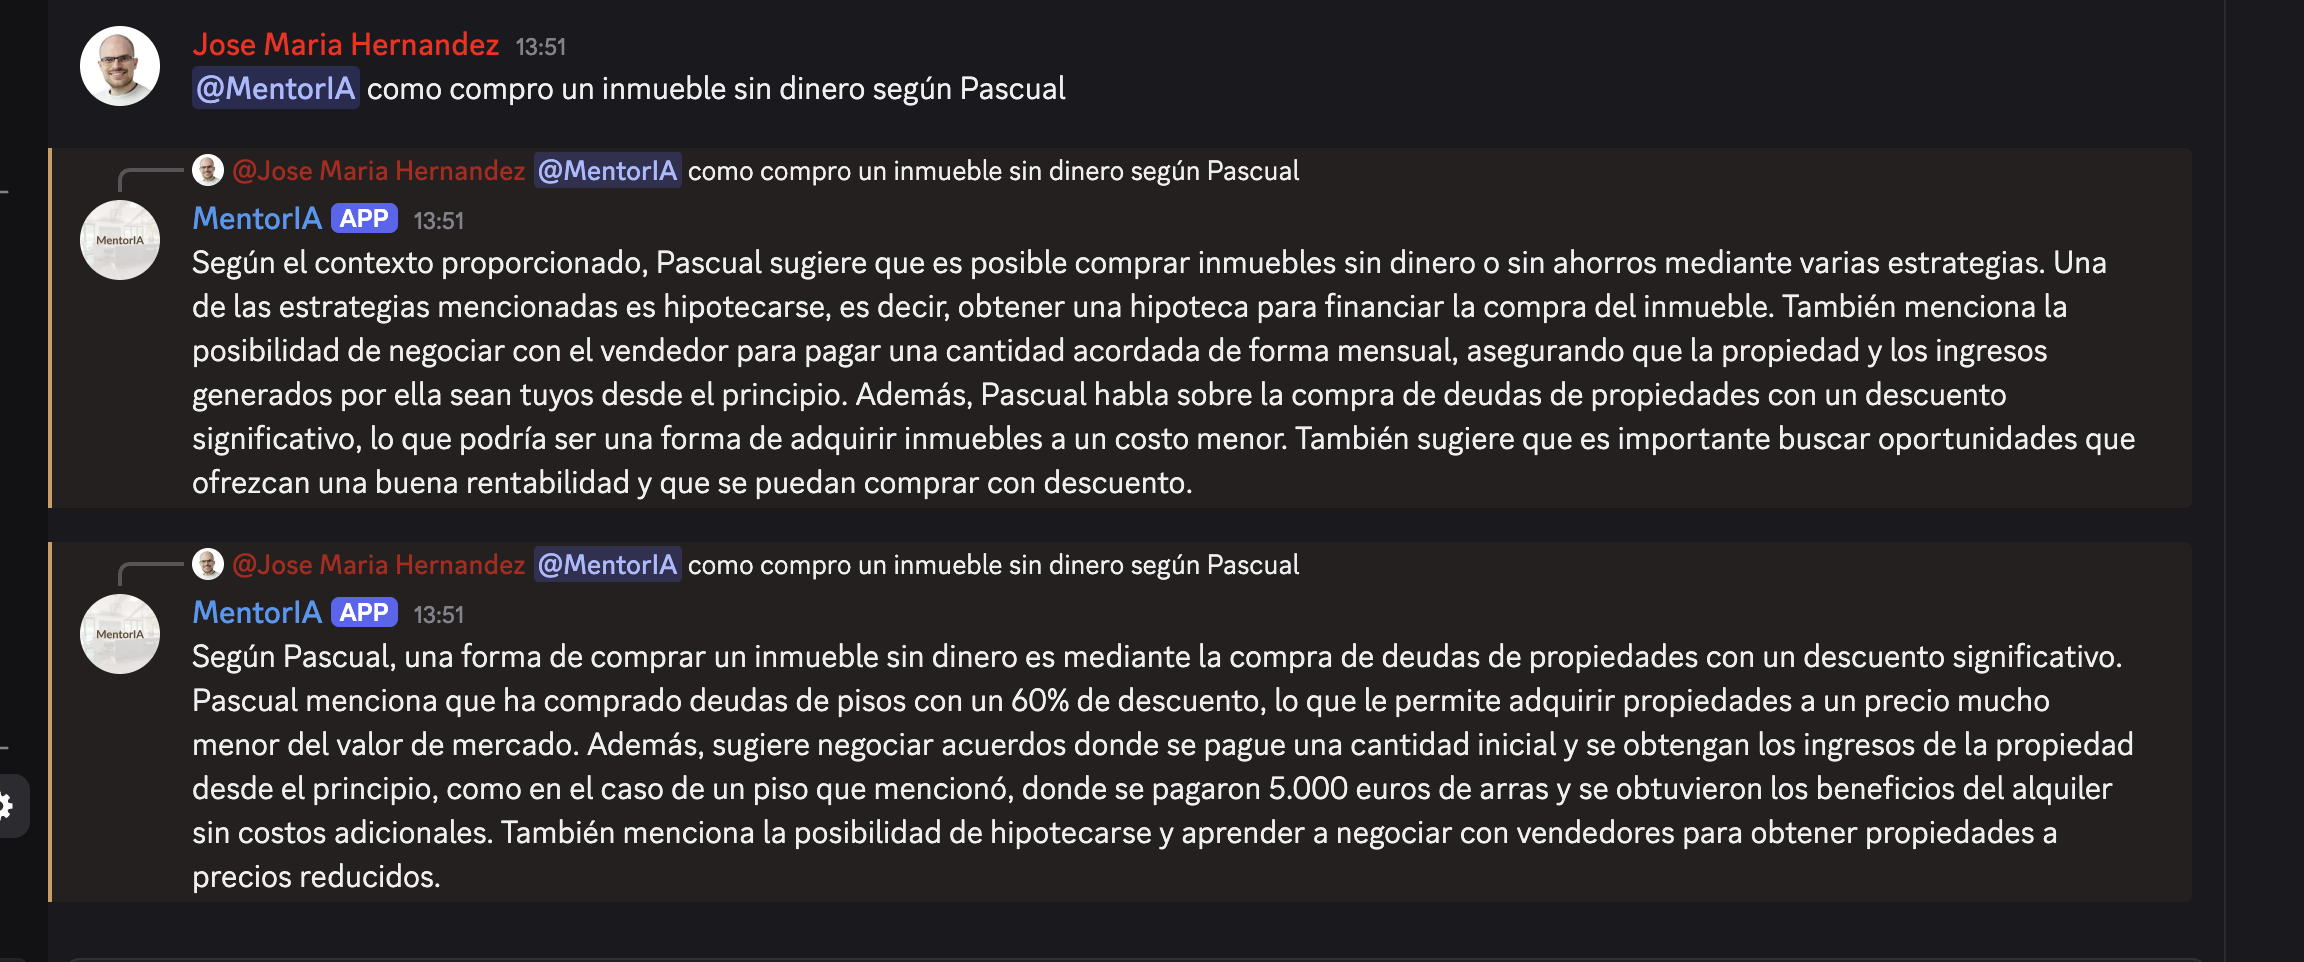 Jose Maria Hernandez 13:51
@MentorIA como compro un inmueble sin dinero según Pascual
@Jose Maria Hernandez @MentorIA como compro un inmueble sin dinero según Pascual
MentorIA
MentorIA APP 13:51
Según el contexto proporcionado, Pascual sugiere que es posible comprar inmuebles sin dinero o sin ahorros mediante varias estrategias. Una
de las estrategias mencionadas es hipotecarse, es decir, obtener una hipoteca para financiar la compra del inmueble. También menciona la
posibilidad de negociar con el vendedor para pagar una cantidad acordada de forma mensual, asegurando que la propiedad y los ingresos
generados por ella sean tuyos desde el principio. Además, Pascual habla sobre la compra de deudas de propiedades con un descuento
significativo, lo que podría ser una forma de adquirir inmuebles a un costo menor. También sugiere que es importante buscar oportunidades que
ofrezcan una buena rentabilidad y que se puedan comprar con descuento.
@Jose Maria Hernandez @MentorIA como compro un inmueble sin dinero según Pascual
MentorIA
MentorIA APP 13:51
Según Pascual, una forma de comprar un inmueble sin dinero es mediante la compra de deudas de propiedades con un descuento significativo.
Pascual menciona que ha comprado deudas de pisos con un 60% de descuento, lo que le permite adquirir propiedades a un precio mucho
menor del valor de mercado. Además, sugiere negociar acuerdos donde se pague una cantidad inicial y se obtengan los ingresos de la propiedad
desde el principio, como en el caso de un piso que mencionó, donde se pagaron 5.000 euros de arras y se obtuvieron los beneficios del alquiler
sin costos adicionales. También menciona la posibilidad de hipotecarse y aprender a negociar con vendedores para obtener propiedades a
precios reducidos.